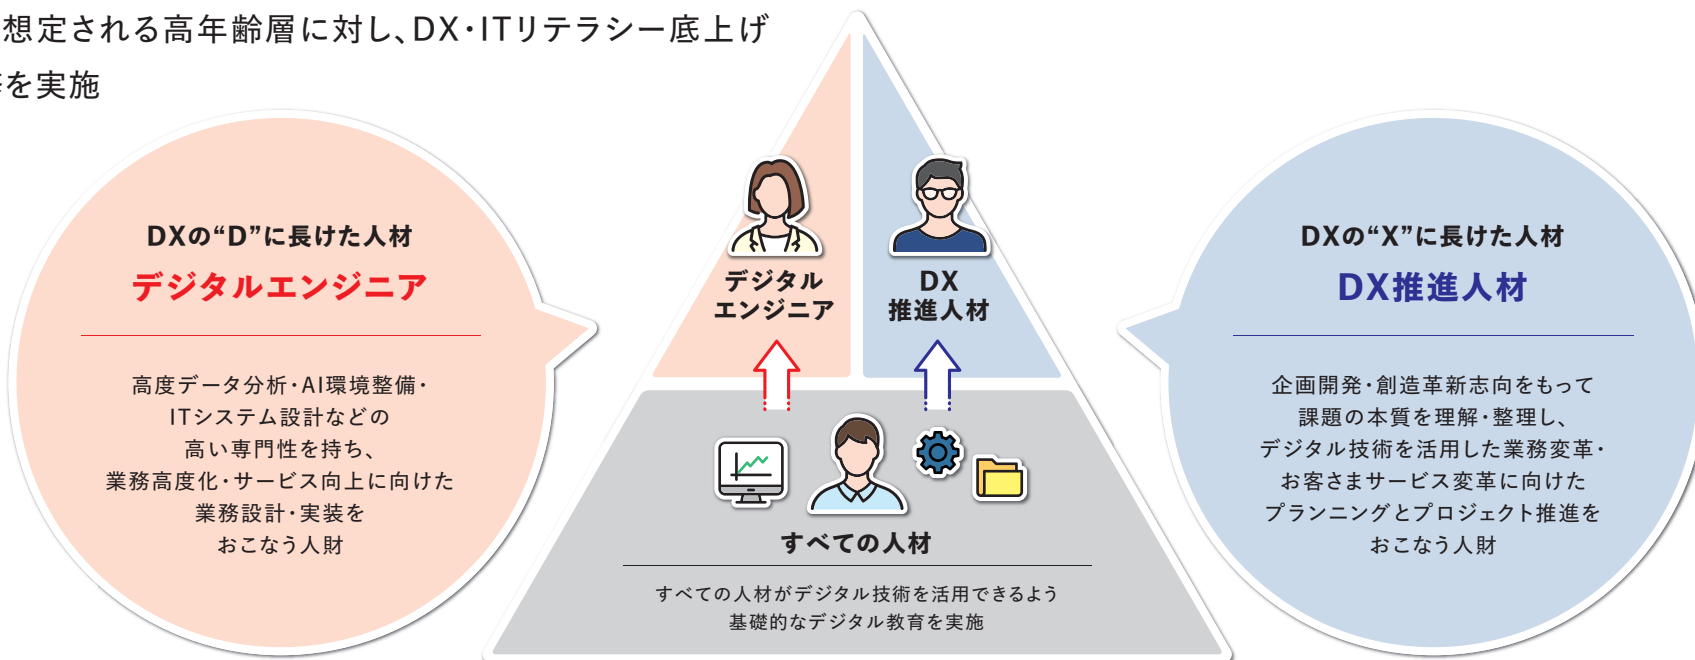 想定される高年齢層に対し、DX・ITリテラシー底上げ
を実施
DXの“D”に長けた人材
デジタルエンジニア
高度データ分析・AI環境整備・
ITシステム設計などの
高い専門性を持ち、
業務高度化・サービス向上に向けた
業務設計・実装を
おこなう人財
デジタル
エンジニア
DX
推進人材
すべての人材
すべての人材がデジタル技術を活用できるよう
基礎的なデジタル教育を実施
DXの“X”に長けた人材
DX推進人材
企画開発・創造革新志向をもって
課題の本質を理解・整理し、
デジタル技術を活用した業務変革・
お客さまサービス変革に向けた
プランニングとプロジェクト推進を
おこなう人財